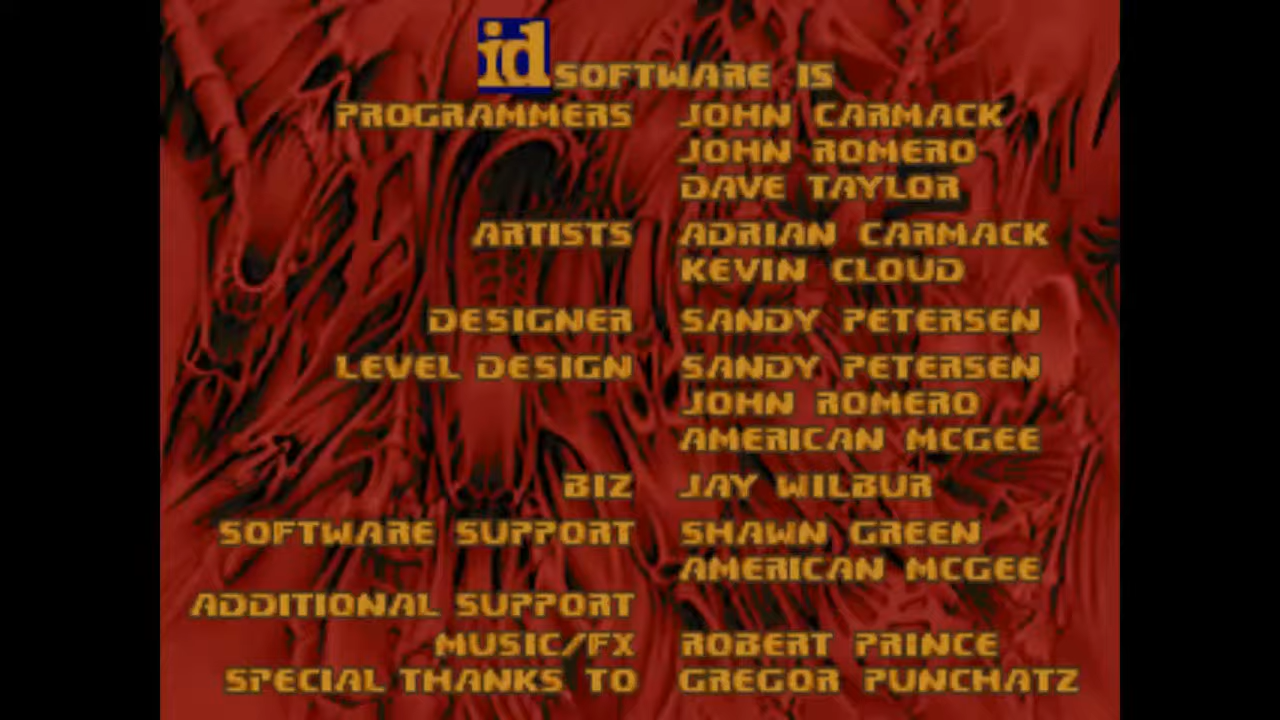 id SOFTWARE IS
PROGRAMMERS JOHN CARMACK
JOHN ROMERO
DAVE TAYLOR
ARTISTS ADRIAN CARMACK
KEVIN CLOUD
DESIGNER SANDY PETERSEN
LEVEL DESIGN SANDY PETERSEN
JOHN ROMERO
AMERICAN MCGEE
BIZ JAY WILBUR
SOFTWARE SUPPORT SHAWN GREEN
AMERICAN MCGEE
ADDITIONAL SUPPORT
MUSIC/FX ROBERT PRINCE
SPECIAL THANKS TO GREGOR PUNCHATZ